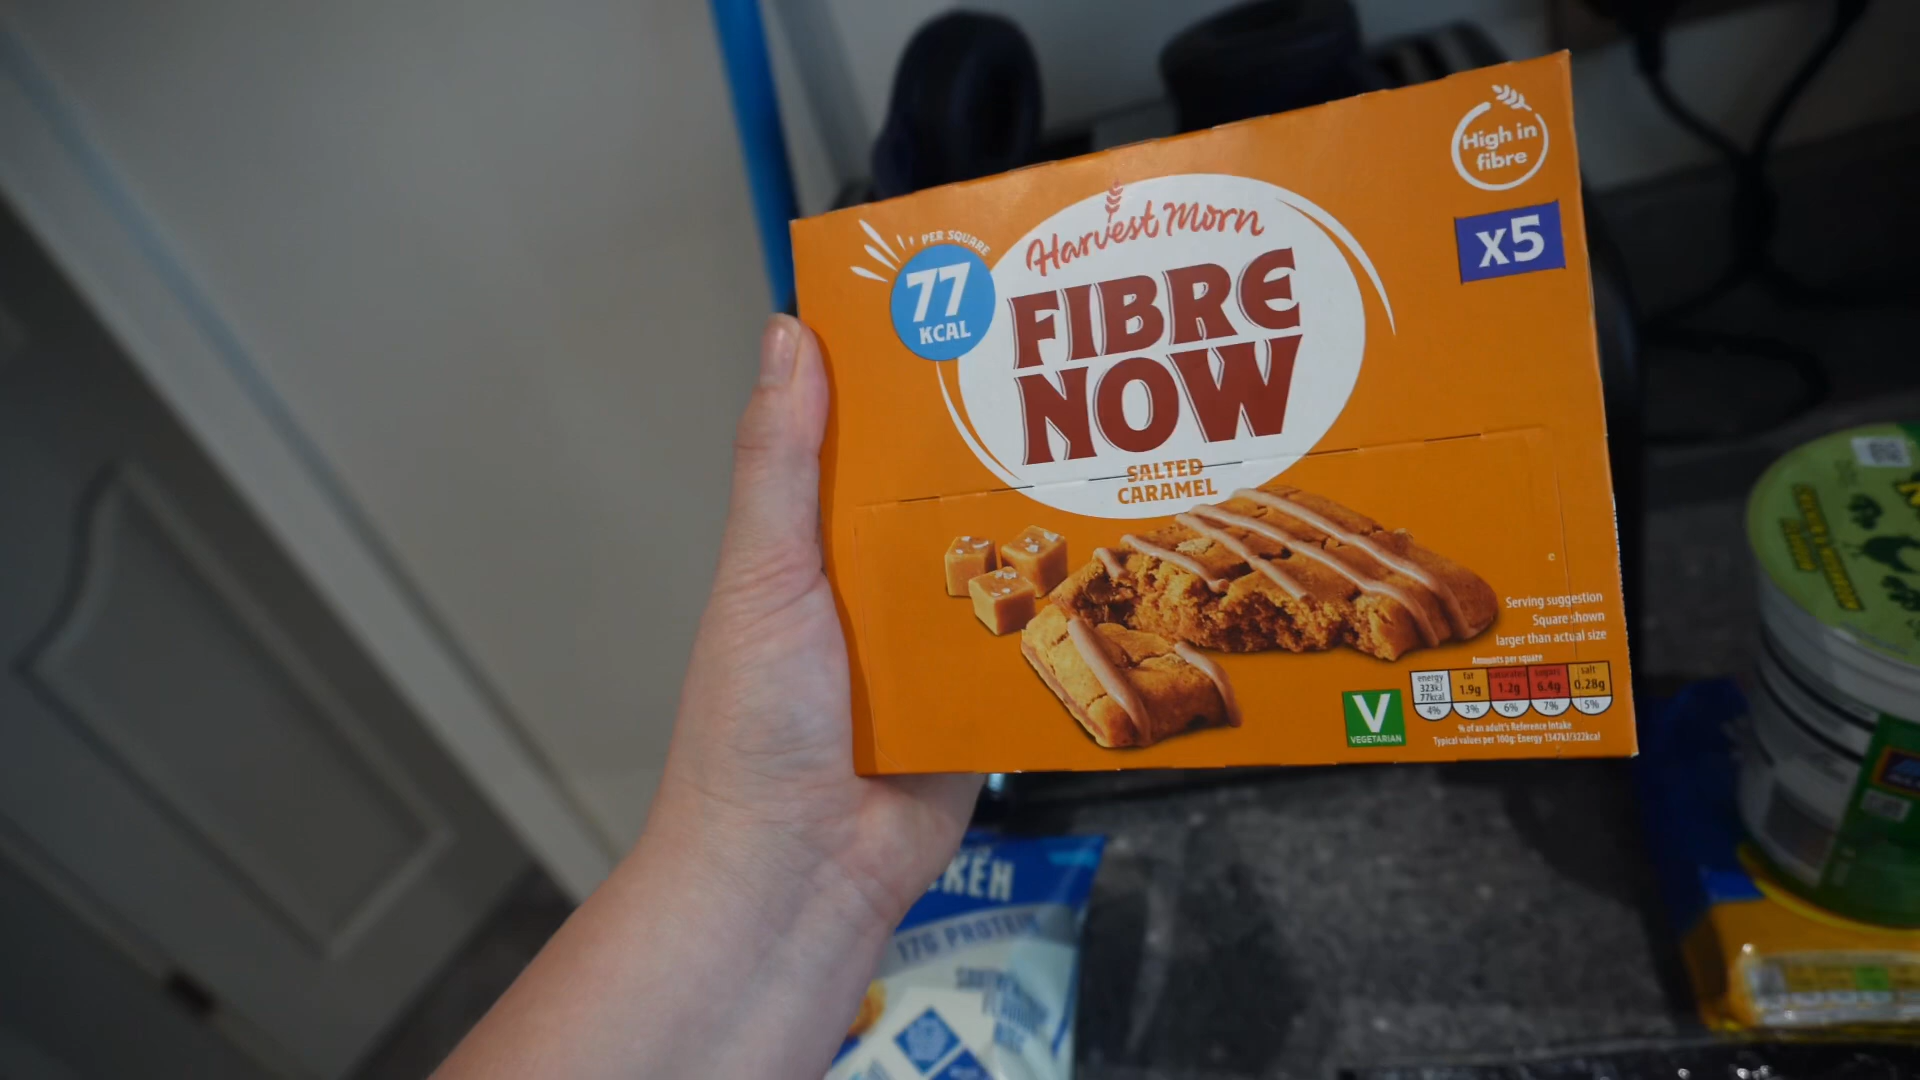 High in
fibre
x5
PER SQUARE
77
KCAL
Harvest Morn
FIBRE
NOW
SALTED
CARAMEL
Serving suggestion
Square shown
larger than actual size
Amounts per square
energy
323kJ
77kcal
4%
fat
1.9g
3%
saturates
1.2g
6%
sugars
6.4g
7%
salt
0.28g
5%
% of an adult's Reference Intake
Typical values per 100g: Energy 1347kJ/322kcal
V
VEGETARIAN
17G PROTEIN